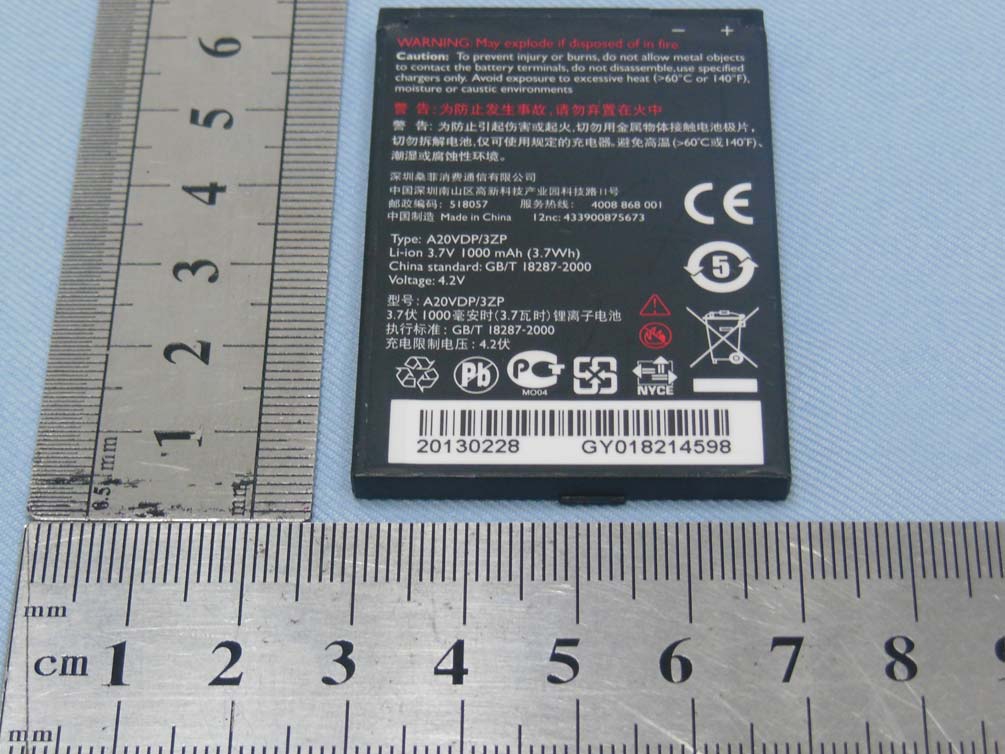 − +
WARNING: May explode if disposed of in fire
Caution: To prevent injury or burns, do not allow metal objects
to contact the battery terminals, do not disassemble, use specified
chargers only. Avoid exposure to excessive heat (>60°C or 140°F),
moisture or caustic environments
警 告:为防止发生事故,请勿弃置在火中
警 告:为防止引起伤害或起火,切勿用金属物体接触电池极片,
切勿拆解电池,仅可使用规定的充电器。避免高温(>60℃或140℉)、
潮湿或腐蚀性环境。
深圳桑菲消费通信有限公司
中国深圳南山区高新科技产业园科技路11号
邮政编码: 518057 服务热线: 4008 868 001
中国制造 Made in China 12nc: 433900875673
CE
Type: A20VDP/3ZP
Li-ion 3.7V 1000 mAh (3.7Wh)
China standard: GB/T 18287-2000
Voltage: 4.2V
5
型号: A20VDP/3ZP
3.7伏 1000毫安时(3.7瓦时)锂离子电池
执行标准: GB/T 18287-2000
充电限制电压: 4.2伏
Pb
PCT
MO04
NYCE
20130228 GY018214598
6
5
4
3
2
1
0.5 mm
mm
mm
cm 1 2 3 4 5 6 7 8 9
mm